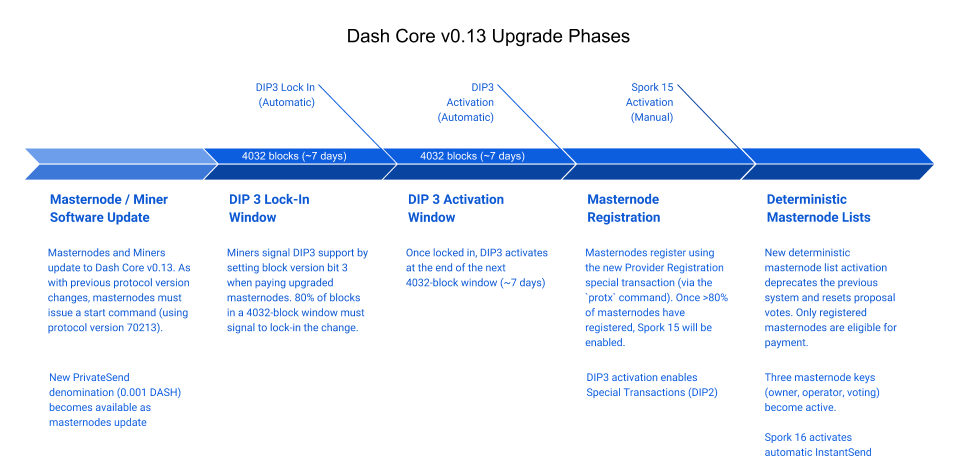 Dash Core v0.13 Upgrade Phases
DIP3 Lock In
(Automatic)
DIP3
Activation
(Automatic)
Spork 15
Activation
(Manual)
4032 blocks (~7 days)
4032 blocks (~7 days)
Masternode / Miner
Software Update
Masternodes and Miners
update to Dash Core v0.13. As
with previous protocol version
changes, masternodes must
issue a start command (using
protocol version 70213).
New PrivateSend
denomination (0.001 DASH)
becomes available as
masternodes update
DIP 3 Lock-In
Window
Miners signal DIP3 support by
setting block version bit 3
when paying upgraded
masternodes. 80% of blocks
in a 4032-block window must
signal to lock-in the change.
DIP 3 Activation
Window
Once locked in, DIP3 activates
at the end of the next
4032-block window (~7 days)
Masternode
Registration
Masternodes register using
the new Provider Registration
special transaction (via the
`protx` command). Once >80%
of masternodes have
registered, Spork 15 will be
enabled.
DIP3 activation enables
Special Transactions (DIP2)
Deterministic
Masternode Lists
New deterministic
masternode list activation
deprecates the previous
system and resets proposal
votes. Only registered
masternodes are eligible for
payment.
Three masternode keys
(owner, operator, voting)
become active.
Spork 16 activates
automatic InstantSend